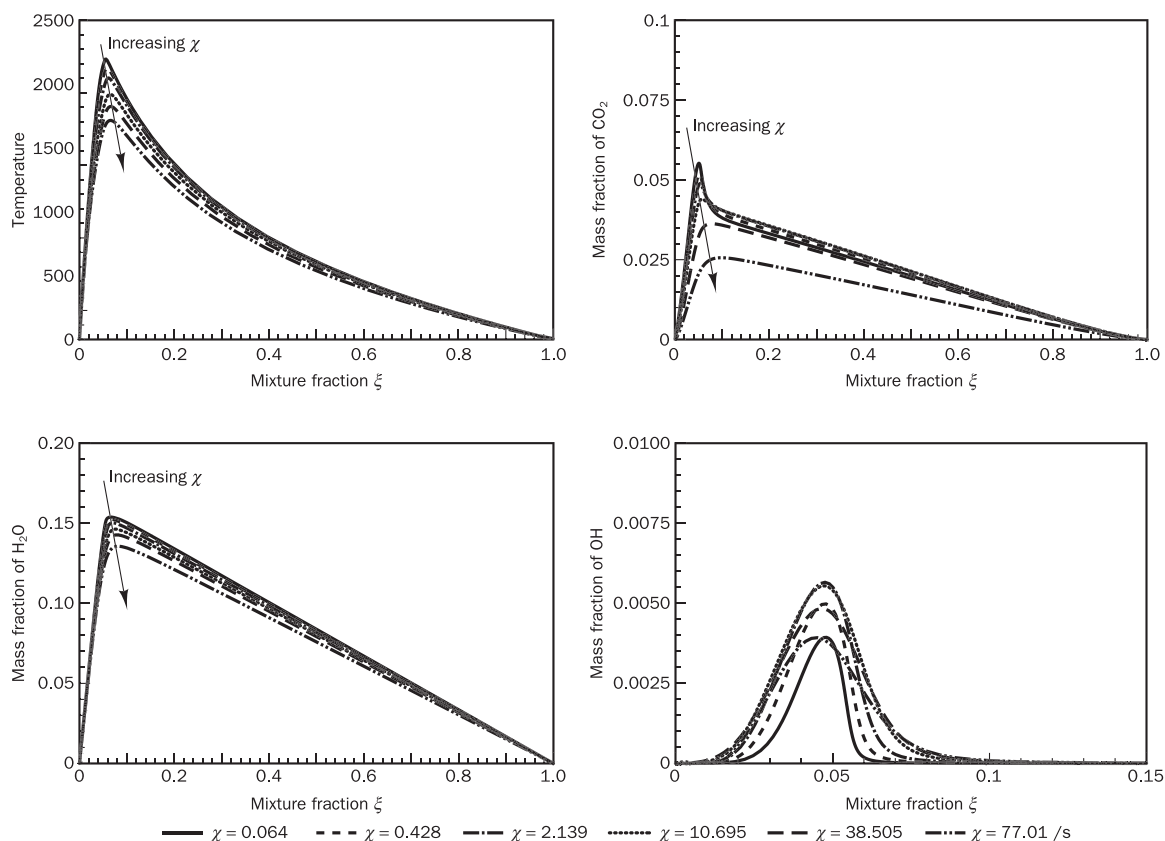 2500
2000
1500
1000
500
0
Temperature
Increasing χ
0 0.2 0.4 0.6 0.8 1.0
Mixture fraction ξ
0.1
0.075
0.05
0.025
0
Mass fraction of CO₂
Increasing χ
0 0.2 0.4 0.6 0.8 1.0
Mixture fraction ξ
0.20
0.15
0.10
0.05
0
Mass fraction of H₂O
Increasing χ
0 0.2 0.4 0.6 0.8 1.0
Mixture fraction ξ
0.0100
0.0075
0.0050
0.0025
0
Mass fraction of OH
0 0.05 0.1 0.15
Mixture fraction ξ
χ = 0.064 χ = 0.428 χ = 2.139 χ = 10.695 χ = 38.505 χ = 77.01 /s